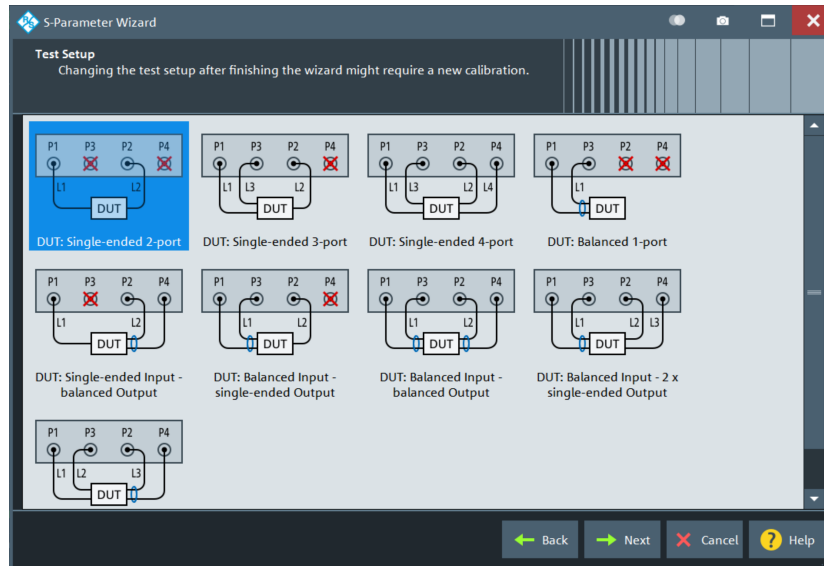 S-Parameter Wizard
Test Setup
Changing the test setup after finishing the wizard might require a new calibration.
P1 P3 P2 P4
L1 L2
DUT
DUT: Single-ended 2-port
P1 P3 P2 P4
L1 L3 L2
DUT
DUT: Single-ended 3-port
P1 P3 P2 P4
L1 L3 L2 L4
DUT
DUT: Single-ended 4-port
P1 P3 P2 P4
L1
DUT
DUT: Balanced 1-port
P1 P3 P2 P4
L1 L2
DUT
DUT: Single-ended Input -
balanced Output
P1 P3 P2 P4
L1 L2
DUT
DUT: Balanced Input -
single-ended Output
P1 P3 P2 P4
L1 L2
DUT
DUT: Balanced Input -
balanced Output
P1 P3 P2 P4
L1 L2 L3
DUT
DUT: Balanced Input - 2 x
single-ended Output
P1 P3 P2 P4
L1 L2 L3
DUT
Back
Next
Cancel
? Help